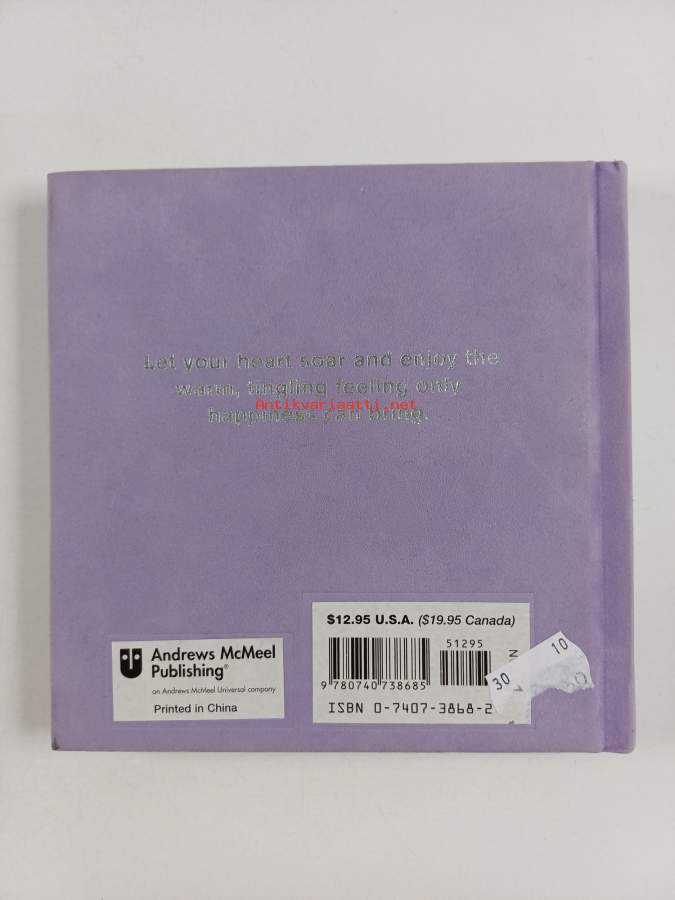 Let your heart soar and enjoy the
warm, tingling feeling only
happiness can bring.
Antikvariaatti.net
Andrews McMeel
Publishing®
an Andrews McMeel Universal company
Printed in China
$12.95 U.S.A. ($19.95 Canada)
51295
9 780740 738685
ISBN 0-7407-3868-2
30
10